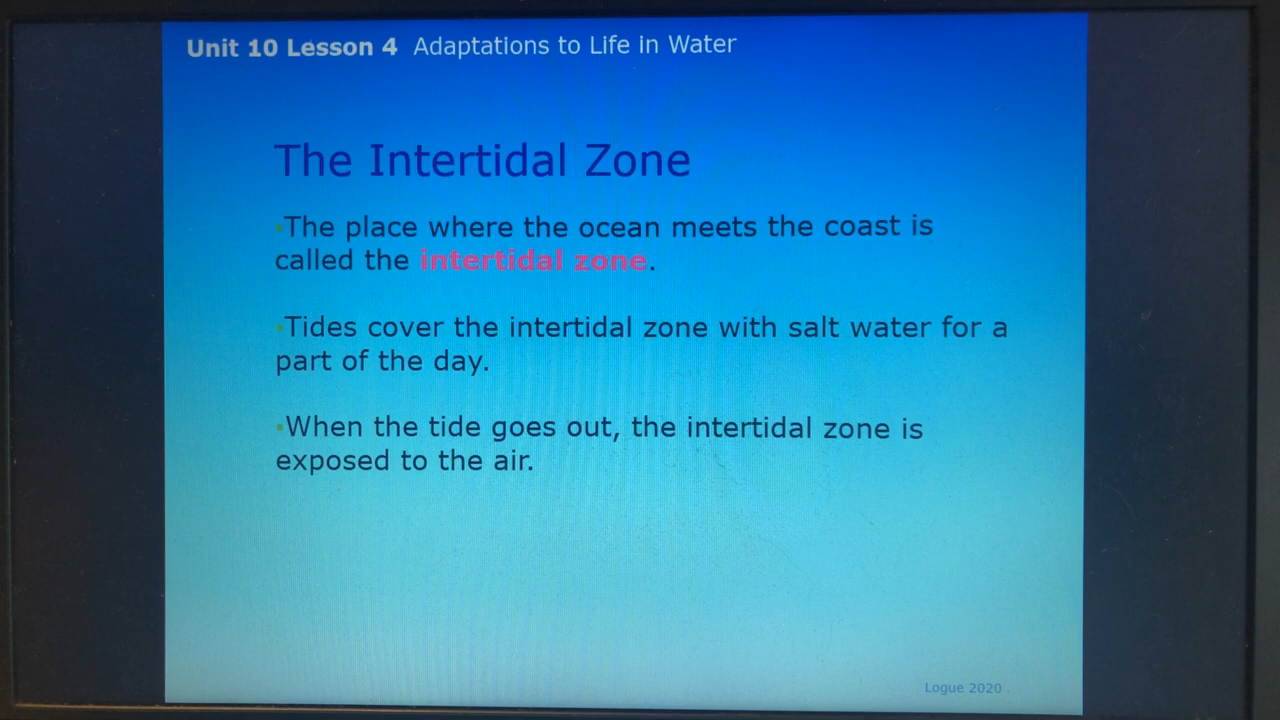 Unit 10 Lesson 4 Adaptations to Life in Water
The Intertidal Zone
•The place where the ocean meets the coast is
called the intertidal zone.
•Tides cover the intertidal zone with salt water for a
part of the day.
•When the tide goes out, the intertidal zone is
exposed to the air.
Logue 2020